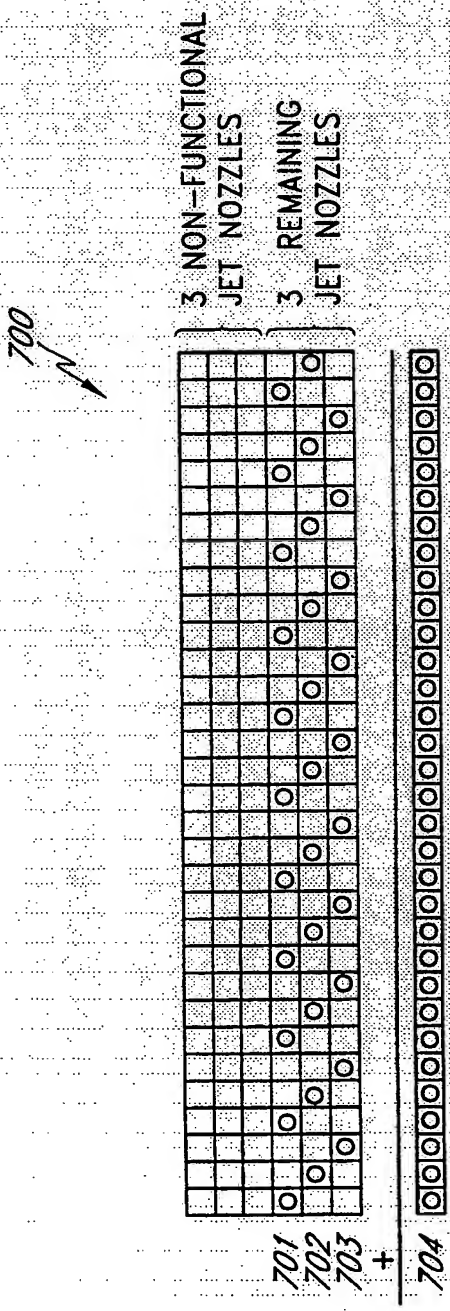 700
3 NON-FUNCTIONAL
JET NOZZLES
3 REMAINING
JET NOZZLES
701
702
703
+
704